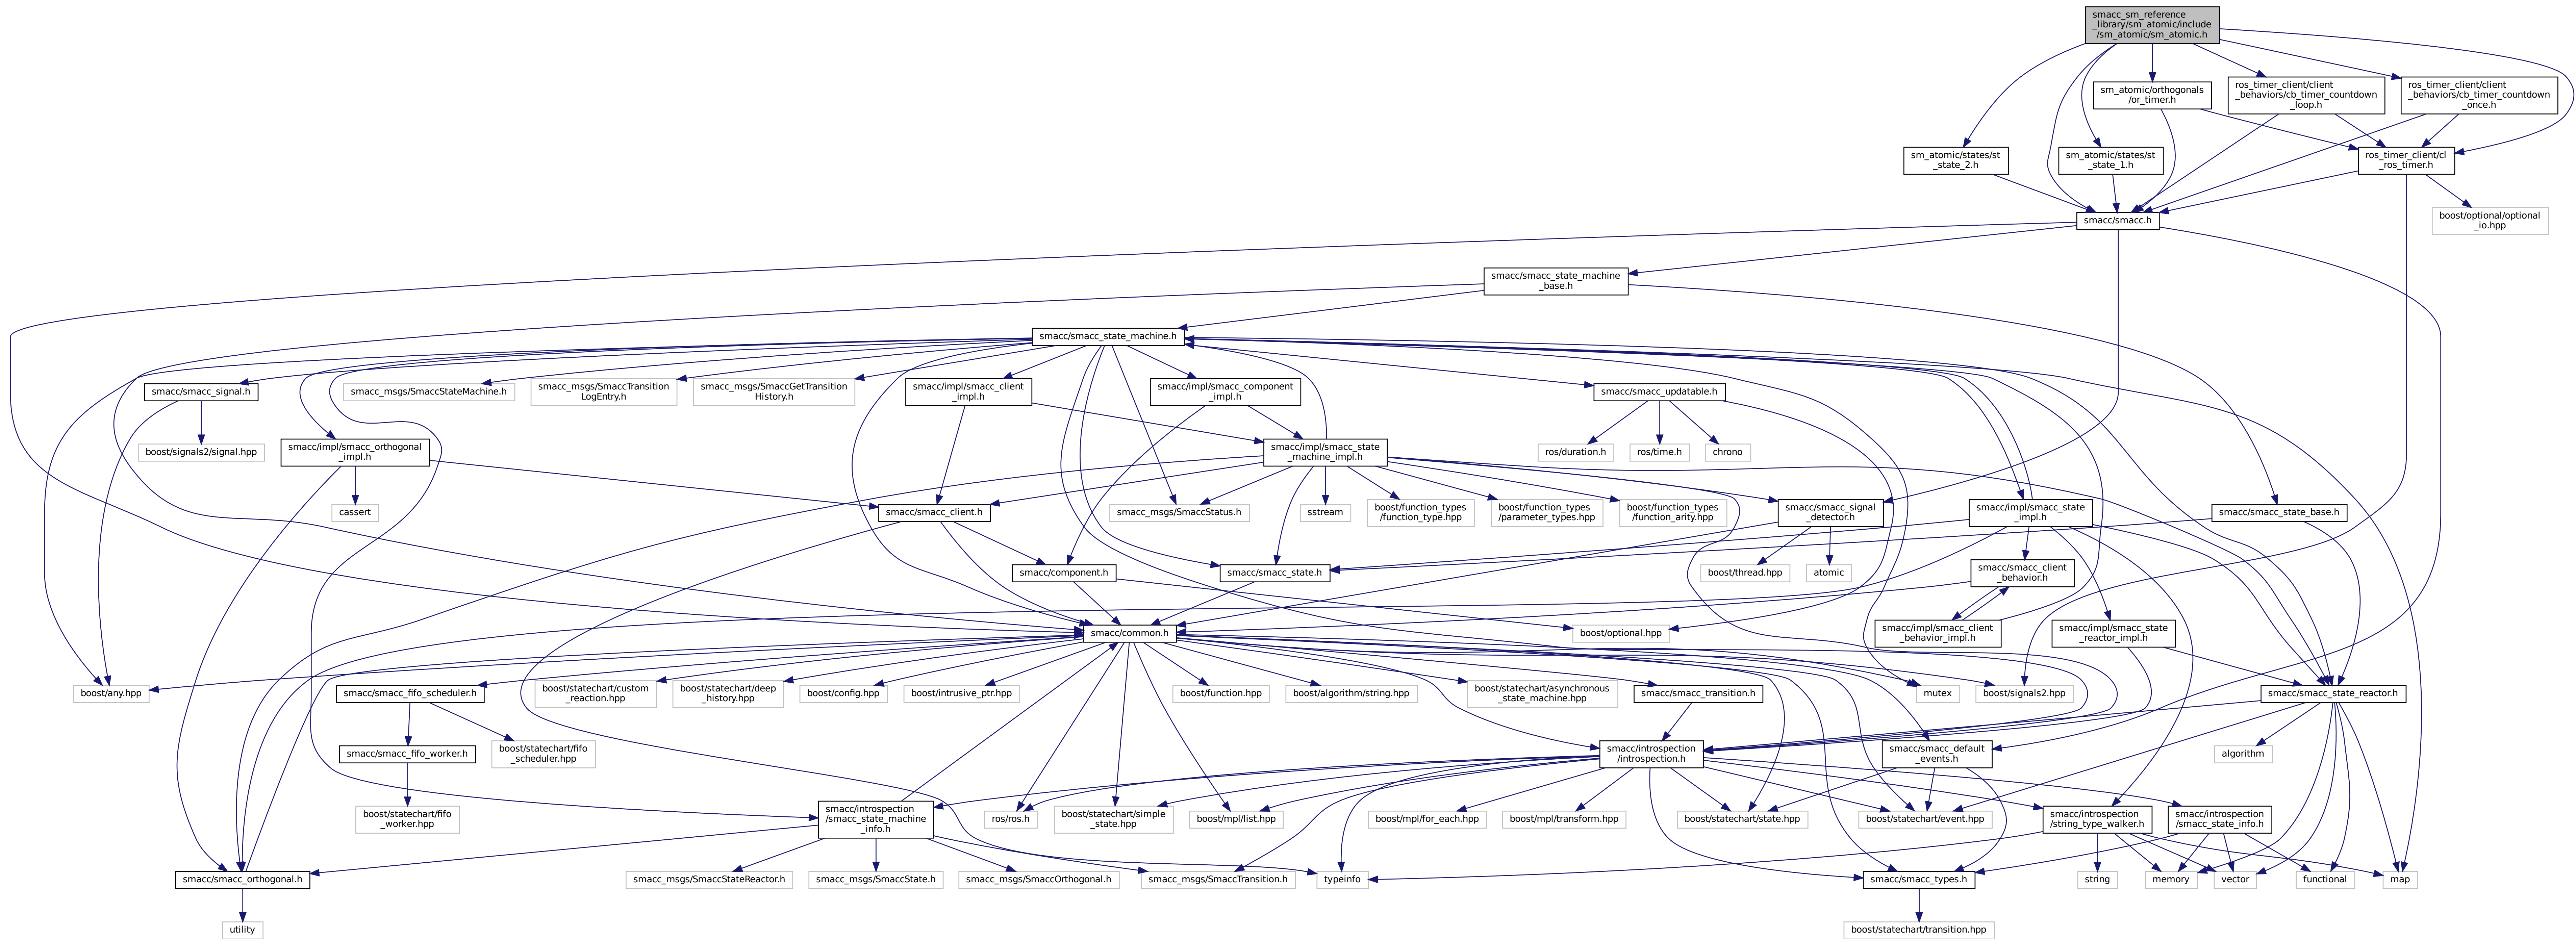 smacc_sm_reference
_library/sm_atomic/include
/sm_atomic/sm_atomic.h
sm_atomic/orthogonals
/or_timer.h
ros_timer_client/client
_behaviors/cb_timer_countdown
_loop.h
ros_timer_client/client
_behaviors/cb_timer_countdown
_once.h
sm_atomic/states/st
_state_2.h
sm_atomic/states/st
_state_1.h
ros_timer_client/cl
_ros_timer.h
smacc/smacc.h
boost/optional/optional
_io.hpp
smacc/smacc_state_machine
_base.h
smacc/smacc_state_machine.h
smacc/smacc_signal.h
smacc_msgs/SmaccStateMachine.h
smacc_msgs/SmaccTransition
LogEntry.h
smacc_msgs/SmaccGetTransition
History.h
smacc/impl/smacc_client
_impl.h
smacc/impl/smacc_component
_impl.h
smacc/smacc_updatable.h
boost/signals2/signal.hpp
smacc/impl/smacc_orthogonal
_impl.h
smacc/impl/smacc_state
_machine_impl.h
ros/duration.h
ros/time.h
chrono
cassert
smacc/smacc_client.h
smacc_msgs/SmaccStatus.h
sstream
boost/function_types
/function_type.hpp
boost/function_types
/parameter_types.hpp
boost/function_types
/function_arity.hpp
smacc/smacc_signal
_detector.h
smacc/impl/smacc_state
_impl.h
smacc/smacc_state_base.h
smacc/component.h
smacc/smacc_state.h
boost/thread.hpp
atomic
smacc/smacc_client
_behavior.h
smacc/common.h
boost/optional.hpp
smacc/impl/smacc_client
_behavior_impl.h
smacc/impl/smacc_state
_reactor_impl.h
boost/any.hpp
smacc/smacc_fifo_scheduler.h
boost/statechart/custom
_reaction.hpp
boost/statechart/deep
_history.hpp
boost/config.hpp
boost/intrusive_ptr.hpp
boost/function.hpp
boost/algorithm/string.hpp
boost/statechart/asynchronous
_state_machine.hpp
smacc/smacc_transition.h
mutex
boost/signals2.hpp
smacc/smacc_state_reactor.h
smacc/smacc_fifo_worker.h
boost/statechart/fifo
_scheduler.hpp
smacc/introspection
/introspection.h
smacc/smacc_default
_events.h
algorithm
boost/statechart/fifo
_worker.hpp
smacc/introspection
/smacc_state_machine
_info.h
ros/ros.h
boost/statechart/simple
_state.hpp
boost/mpl/list.hpp
boost/mpl/for_each.hpp
boost/mpl/transform.hpp
boost/statechart/state.hpp
boost/statechart/event.hpp
smacc/introspection
/string_type_walker.h
smacc/introspection
/smacc_state_info.h
smacc/smacc_orthogonal.h
smacc_msgs/SmaccStateReactor.h
smacc_msgs/SmaccState.h
smacc_msgs/SmaccOrthogonal.h
smacc_msgs/SmaccTransition.h
typeinfo
smacc/smacc_types.h
string
memory
vector
functional
map
utility
boost/statechart/transition.hpp